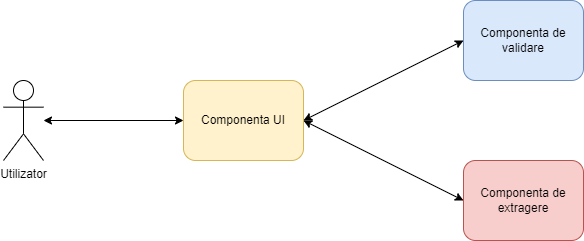 Componenta de
validare
Componenta UI
Utilizator
Componenta de
extragere